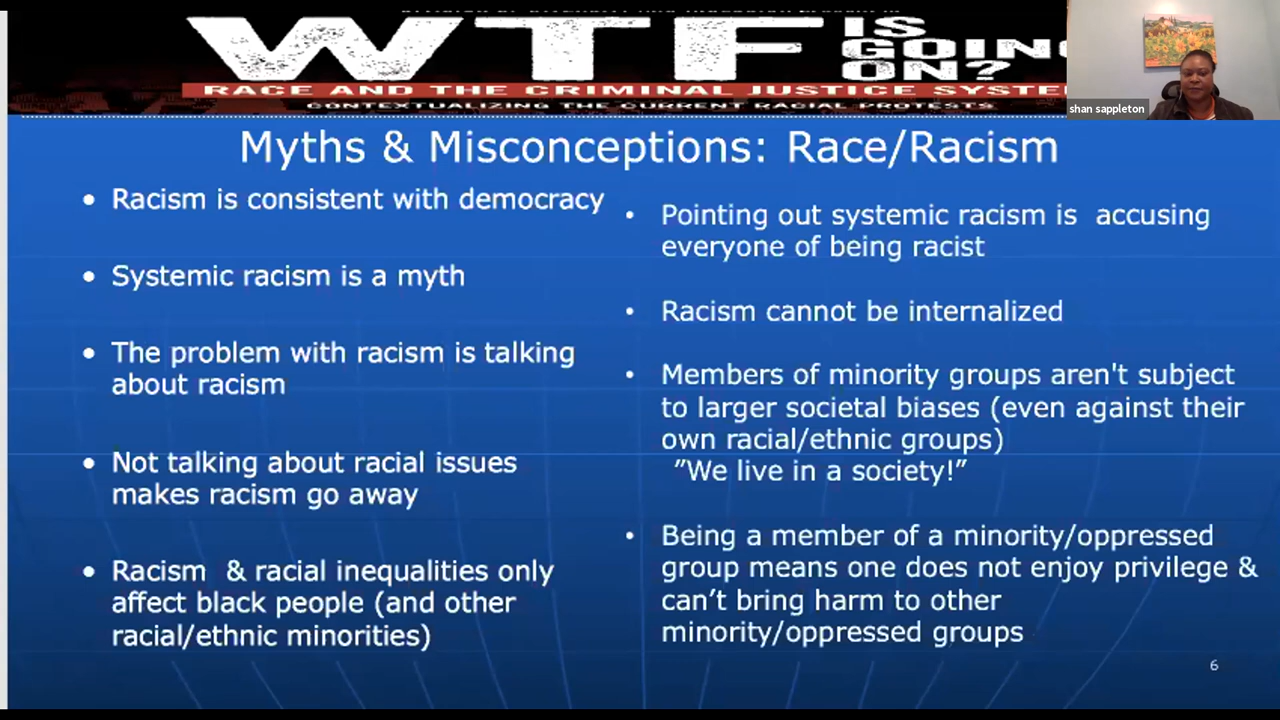 WTF IS
GOING
ON?
RACE AND THE CRIMINAL JUSTICE
CONTEXTUALIZING THE CURRENT RACIAL PROTESTS
shan sappleton
Myths & Misconceptions: Race/Racism
• Racism is consistent with democracy
• Systemic racism is a myth
• The problem with racism is talking
about racism
• Not talking about racial issues
makes racism go away
• Racism & racial inequalities only
affect black people (and other
racial/ethnic minorities)
• Pointing out systemic racism is accusing
everyone of being racist
• Racism cannot be internalized
• Members of minority groups aren't subject
to larger societal biases (even against their
own racial/ethnic groups)
”We live in a society!”
• Being a member of a minority/oppressed
group means one does not enjoy privilege &
can’t bring harm to other
minority/oppressed groups
6